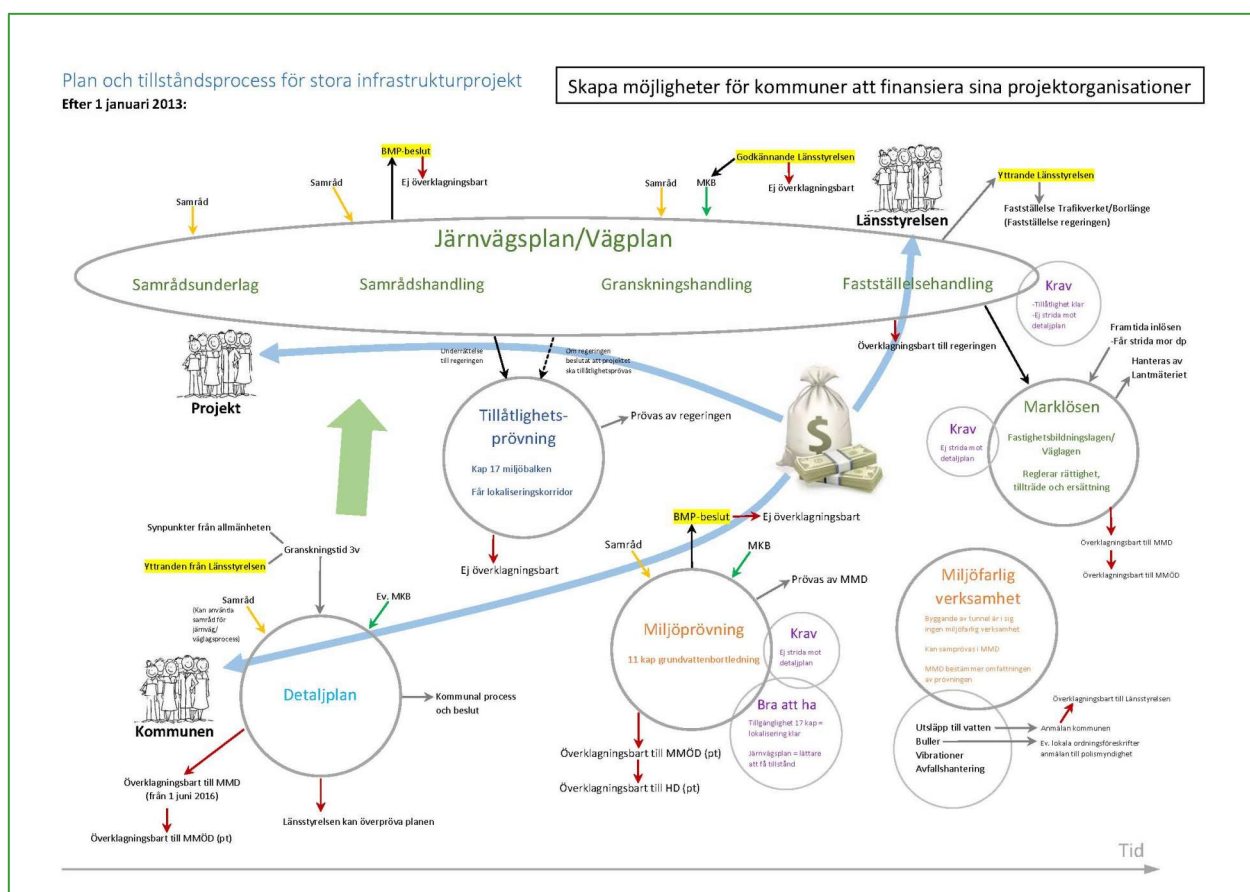 Plan och tillståndsprocess för stora infrastrukturprojekt
Efter 1 januari 2013:
Skapa möjligheter för kommuner att finansiera sina projektorganisationer
BMP-beslut
Ej överklagningsbart
Samråd
Samråd
Samråd
MKB
Godkännande Länsstyrelsen
Ej överklagningsbart
Länsstyrelsen
Yttrande Länsstyrelsen
Fastställelse Trafikverket/Borlänge
(Fastställelse regeringen)
Järnvägsplan/Vägplan
Samrådsunderlag
Samrådshandling
Granskningshandling
Fastställelsehandling
Krav
-Tillåtlighet klar
-Ej strida mot
detaljplan
Överklagningsbart till regeringen
Framtida inlösen
-Får strida mor dp
Hanteras av
Lantmäteriet
Projekt
Underrättelse
till regeringen
Om regeringen
beslutat att projektet
ska tillåtlighetsprövas
Tillåtlighets-
prövning
Kap 17 miljöbalken
Får lokaliseringskorridor
Prövas av regeringen
Ej överklagningsbart
$
Krav
Ej strida mot
detaljplan
Marklösen
Fastighetsbildningslagen/
Väglagen
Reglerar rättighet,
tillträde och ersättning
Överklagningsbart till MMD
Överklagningsbart till MMÖD
Synpunkter från allmänheten
Granskningstid 3v
Yttranden från Länsstyrelsen
Samråd
(Kan använda
samråd för
järnväg/
väglagsprocess)
Ev. MKB
Detaljplan
Kommunal process
och beslut
Kommunen
Överklagningsbart till MMD
(från 1 juni 2016)
Överklagningsbart till MMÖD (pt)
Länsstyrelsen kan överpröva planen
BMP-beslut
Ej överklagningsbart
Samråd
MKB
Prövas av MMD
Miljöprövning
11 kap grundvattenbortledning
Krav
Ej strida mot
detaljplan
Bra att ha
Tillgänglighet 17 kap =
lokalisering klar
Järnvägsplan = lättare
att få tillstånd
Överklagningsbart till MMÖD (pt)
Överklagningsbart till HD (pt)
Miljöfarlig
verksamhet
Byggande av tunnel är i sig
ingen miljöfarlig verksamhet
Kan samprövas i MMD
MMD bestämmer omfattningen
av prövningen
Utsläpp till vatten
Buller
Vibrationer
Avfallshantering
Överklagningsbart till Länsstyrelsen
Anmälan kommunen
Ev. lokala ordningsföreskrifter
anmälan till polismyndighet
Tid